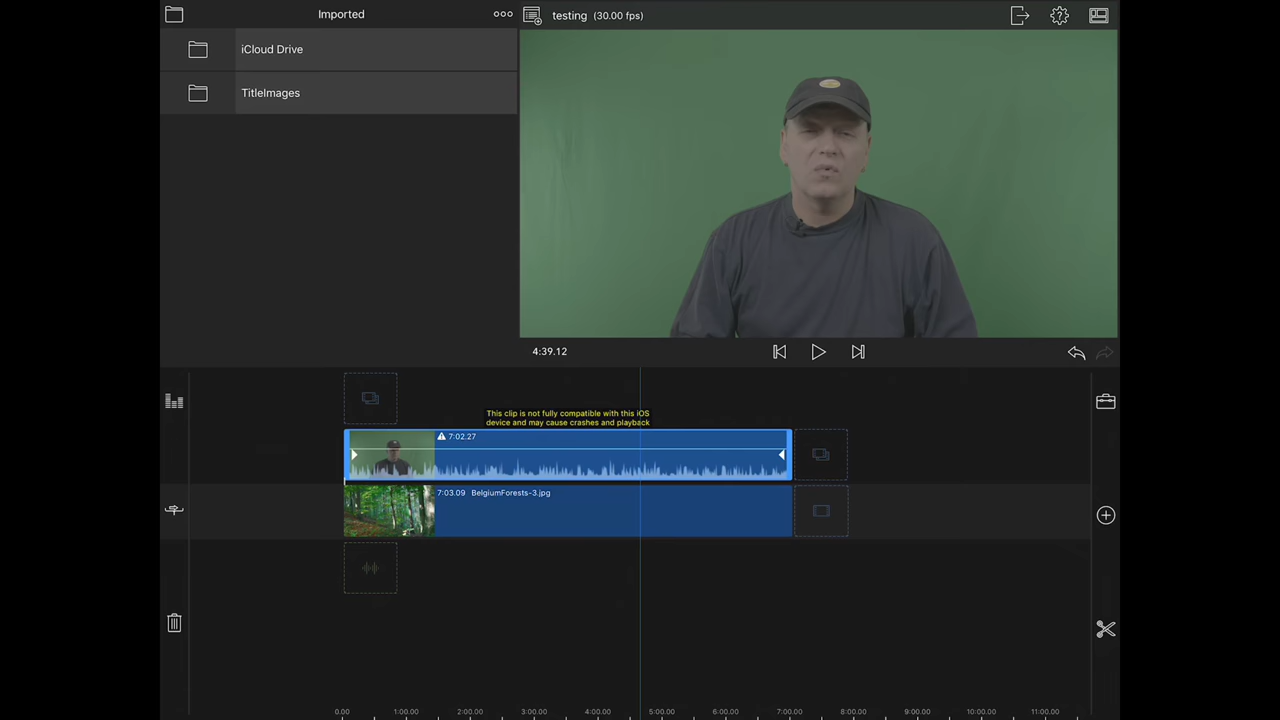 Imported
testing (30.00 fps)
iCloud Drive
TitleImages
4:39.12
This clip is not fully compatible with this iOS
device and may cause crashes and playback
7:02.27
7:03.09 BelgiumForests-3.jpg
0.00 1:00.00 2:00.00 3:00.00 4:00.00 5:00.00 6:00.00 7:00.00 8:00.00 9:00.00 10:00.00 11:00.00